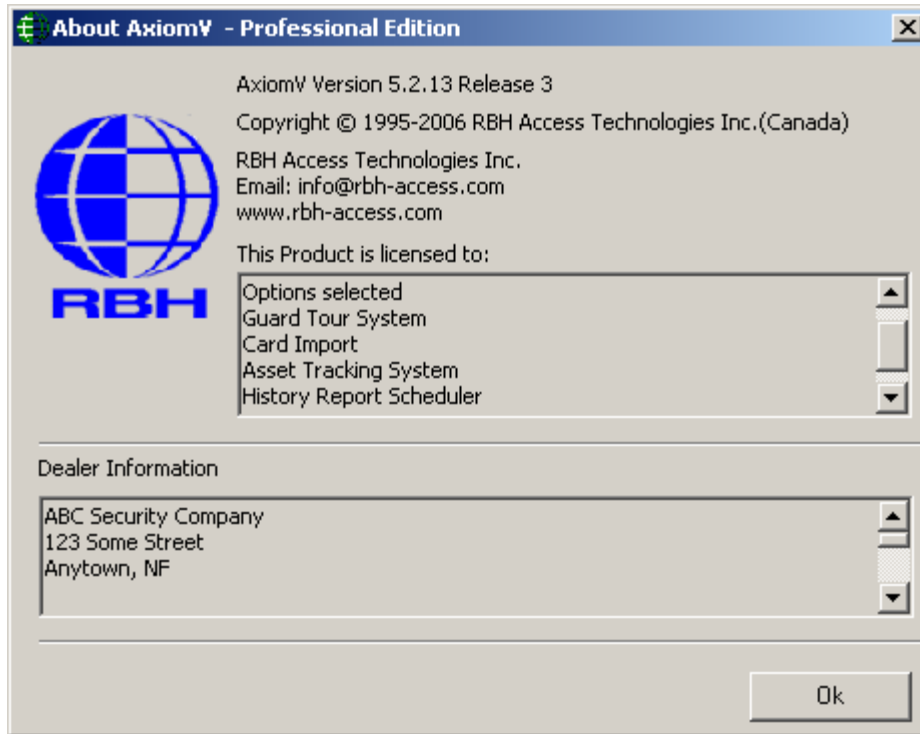 About AxiomV - Professional Edition
AxiomV Version 5.2.13 Release 3
Copyright © 1995-2006 RBH Access Technologies Inc.(Canada)
RBH Access Technologies Inc.
Email: info@rbh-access.com
www.rbh-access.com
RBH
This Product is licensed to:
Options selected
Guard Tour System
Card Import
Asset Tracking System
History Report Scheduler
Dealer Information
ABC Security Company
123 Some Street
Anytown, NF
Ok